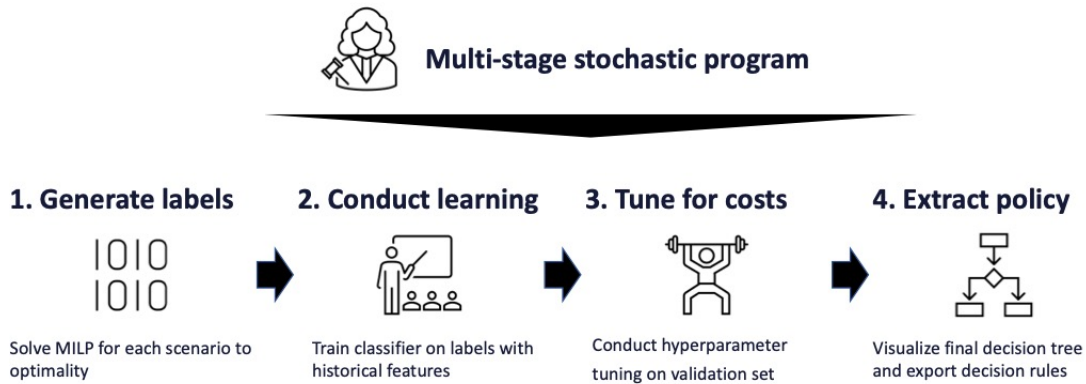 Multi-stage stochastic program
1. Generate labels
2. Conduct learning
3. Tune for costs
4. Extract policy
1010
1010
Solve MILP for each scenario to
optimality
Train classifier on labels with
historical features
Conduct hyperparameter
tuning on validation set
Visualize final decision tree
and export decision rules